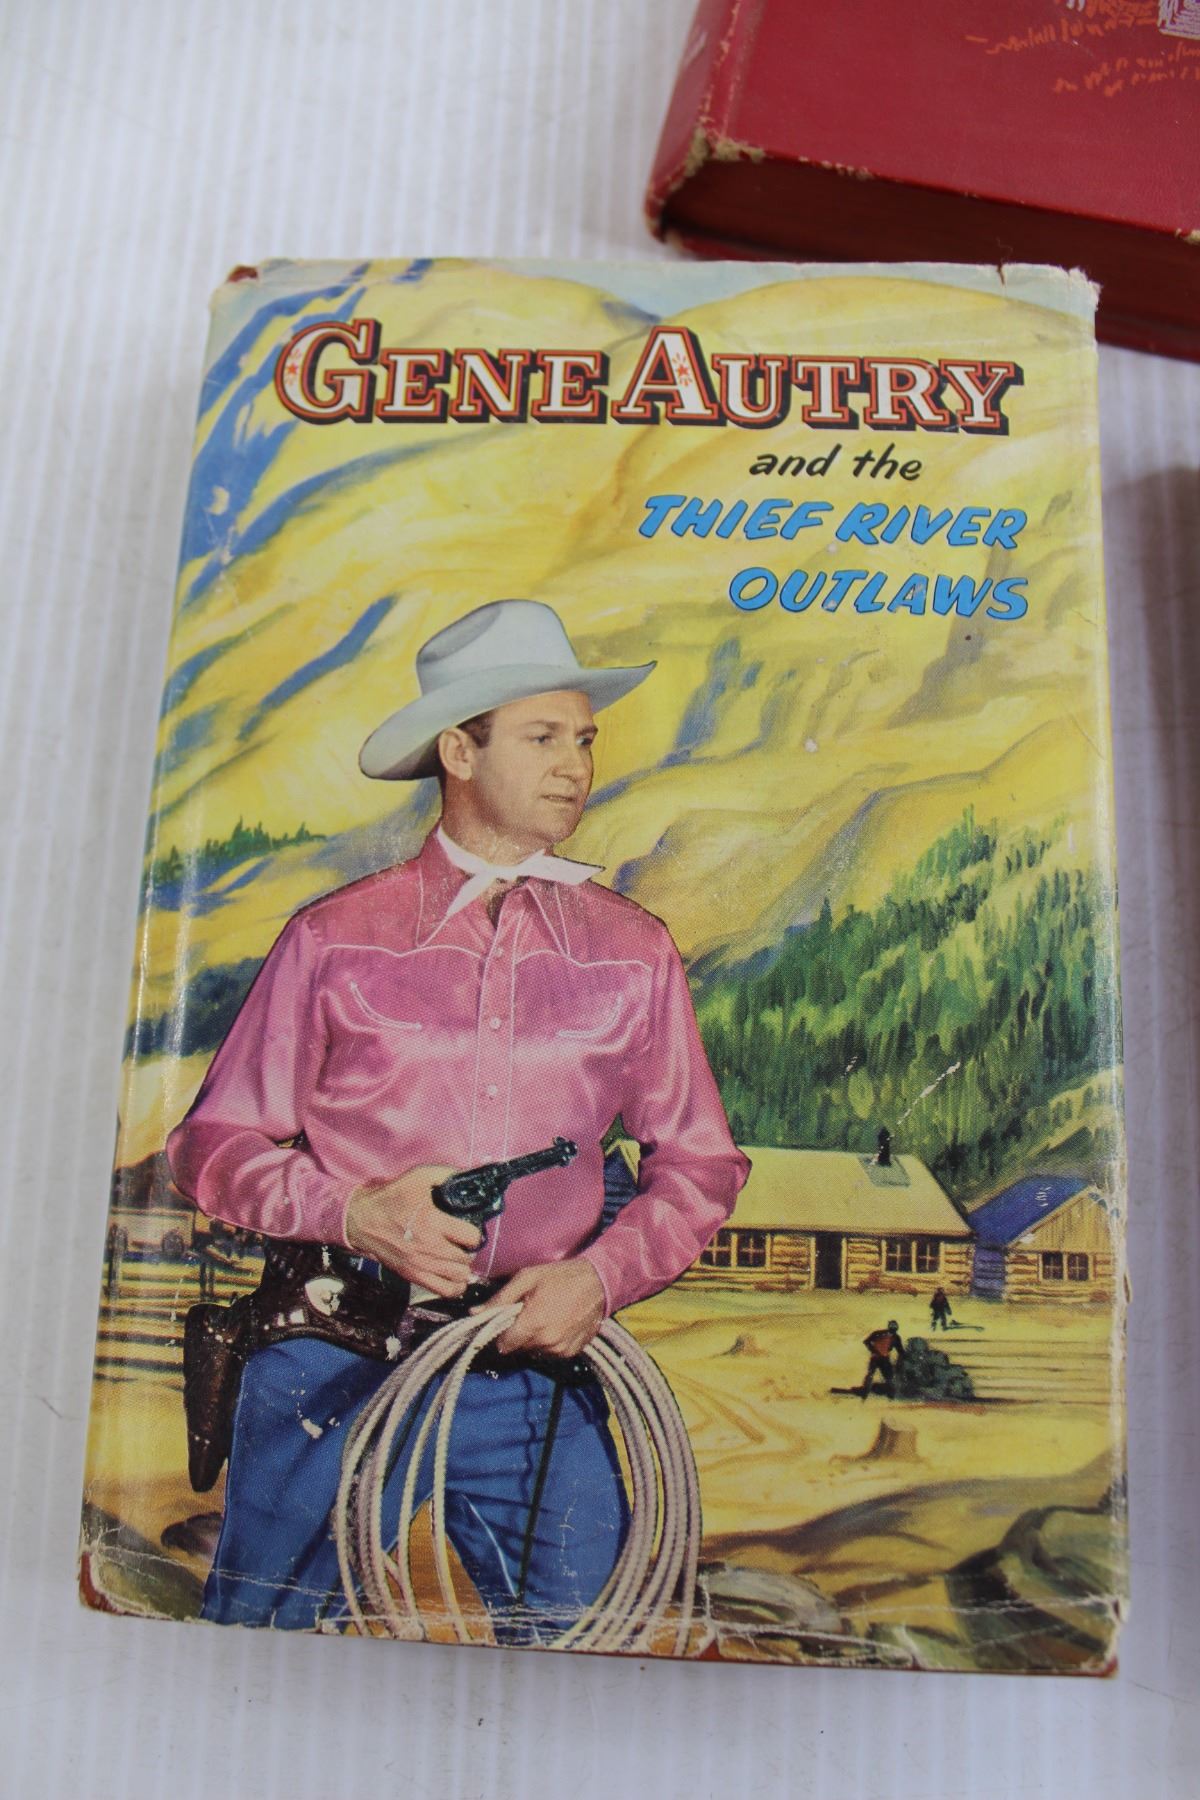 GENE AUTRY
and the
THIEF RIVER
OUTLAWS